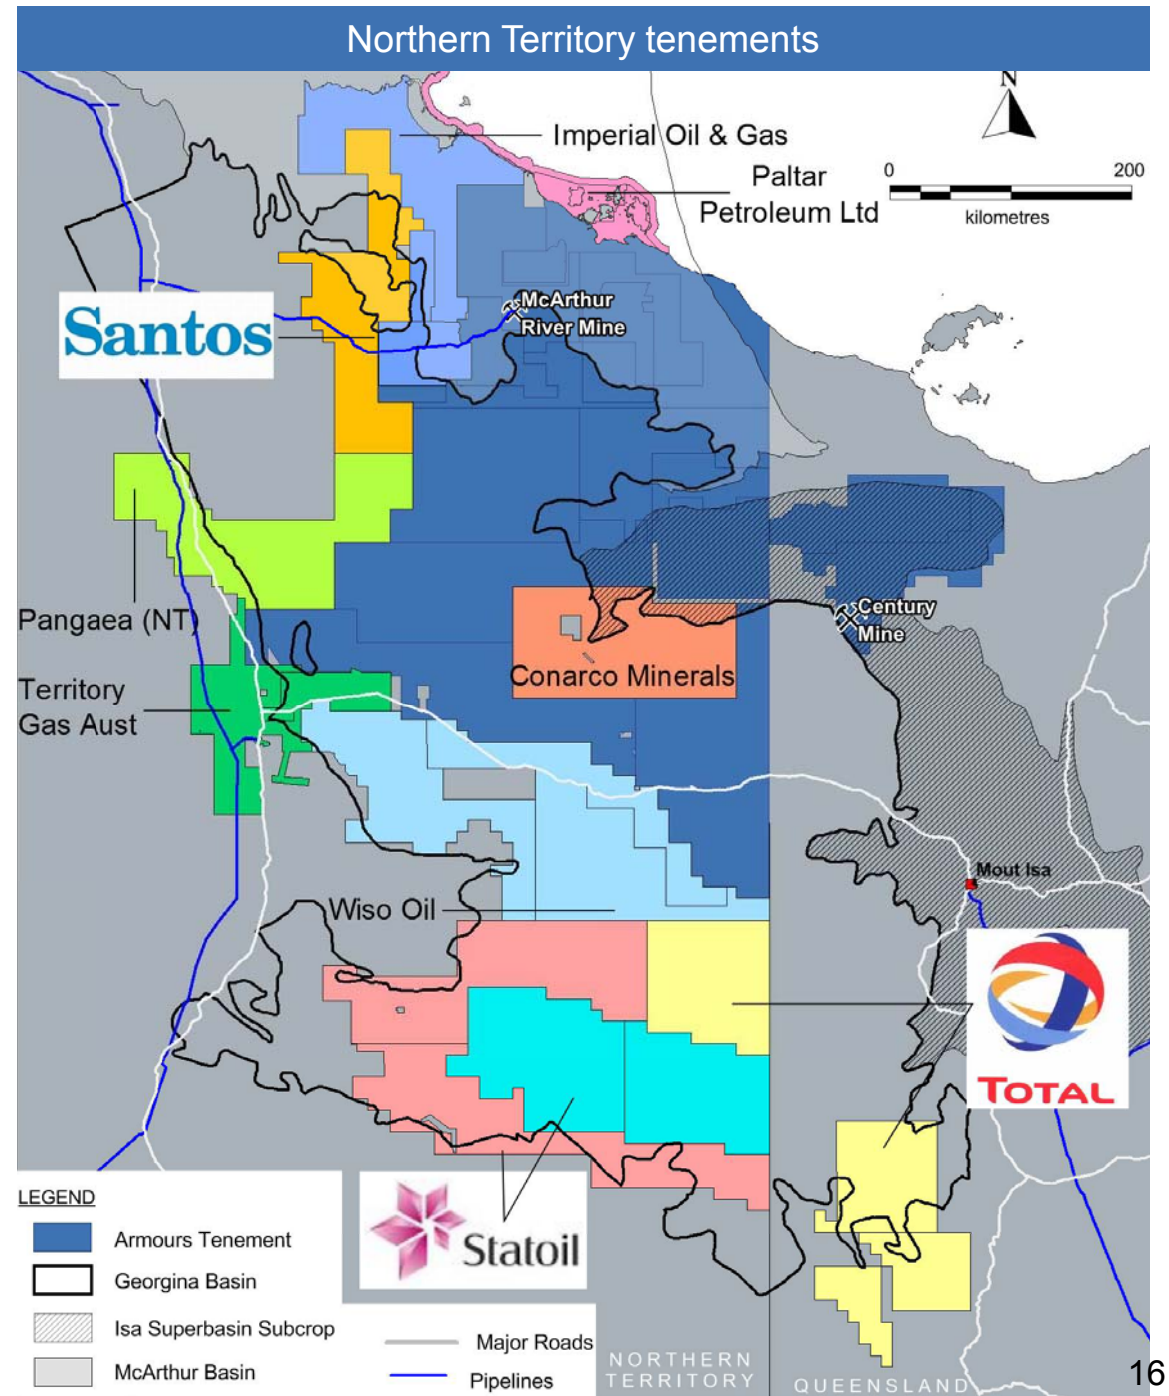 Northern Territory tenements
N
Imperial Oil & Gas
0 200
kilometres
Paltar
Petroleum Ltd
McArthur
River Mine
Santos
Pangaea (NT)
Century
Mine
Conarco Minerals
Territory
Gas Aust
Mout Isa
Wiso Oil
TOTAL
Statoil
LEGEND
Armours Tenement
Georgina Basin
Isa Superbasin Subcrop
McArthur Basin
Major Roads
Pipelines
NORTHERN
TERRITORY
QUEENSLAND
16